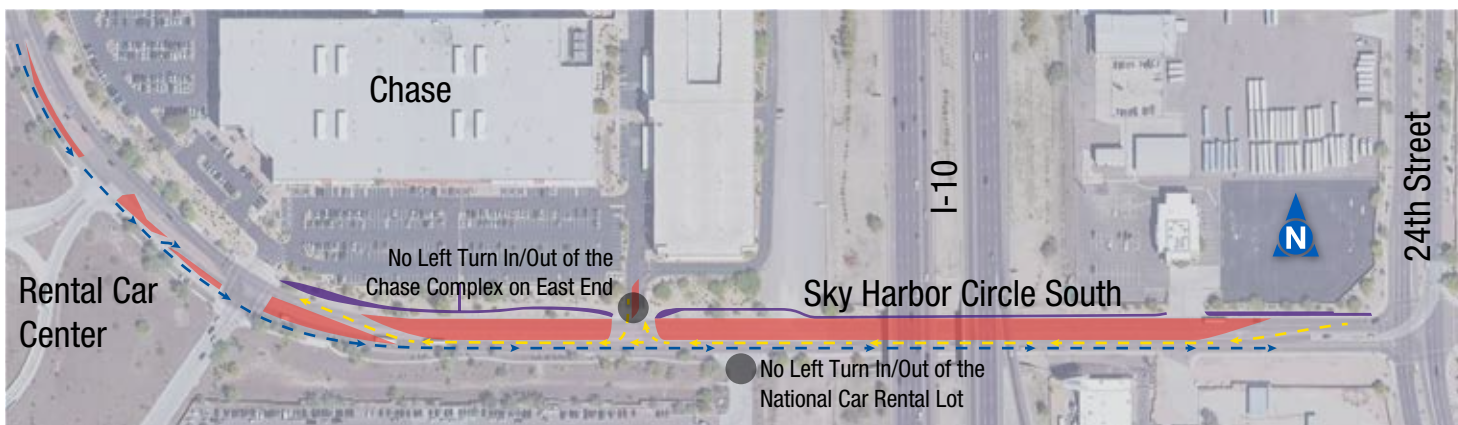 Chase
I-10
24th Street
N
No Left Turn In/Out of the
Chase Complex on East End
Rental Car
Center
Sky Harbor Circle South
No Left Turn In/Out of the
National Car Rental Lot